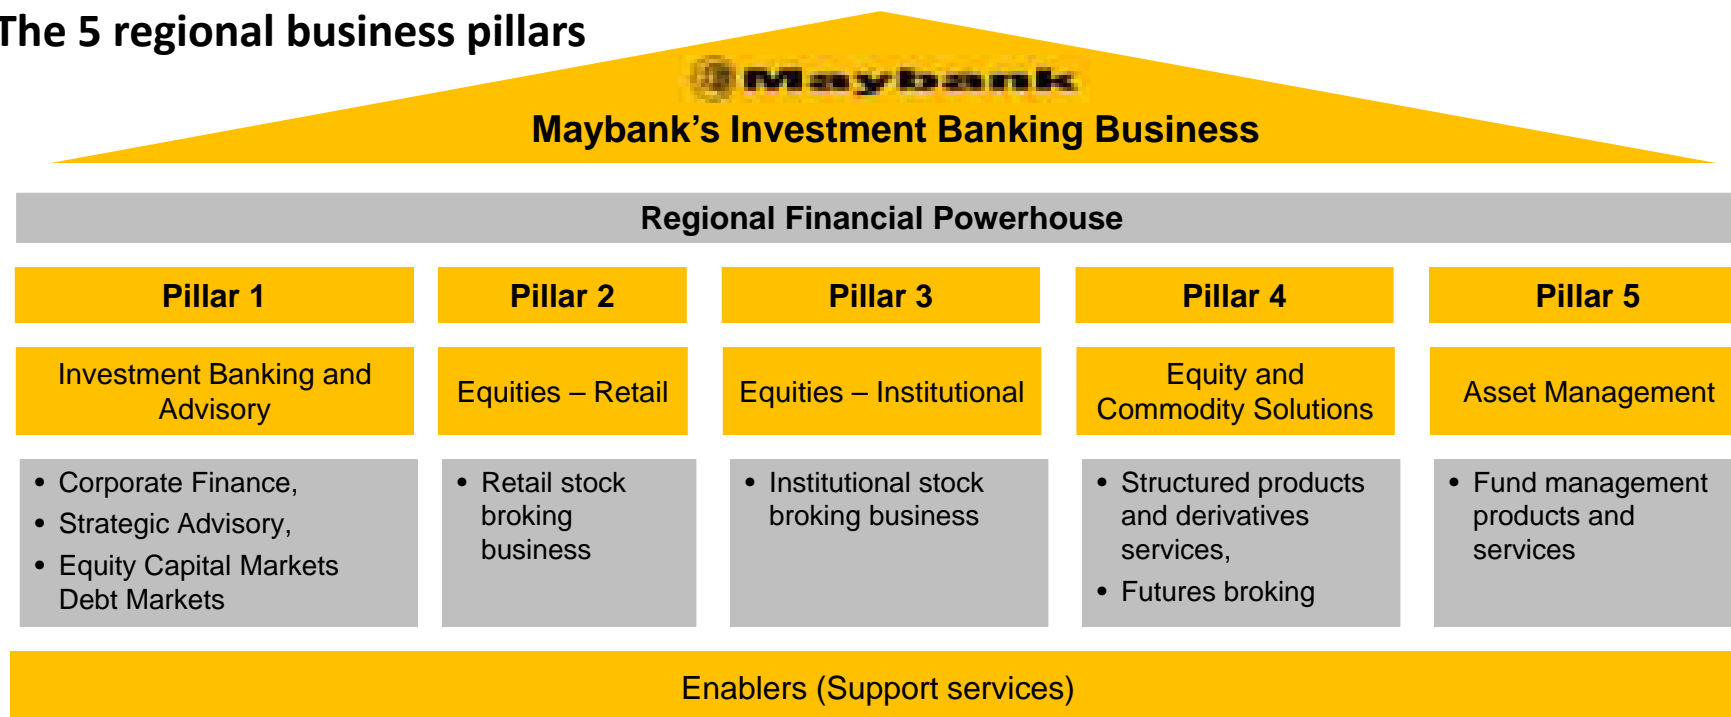 The 5 regional business pillars
Maybank
Maybank's Investment Banking Business
Regional Financial Powerhouse
Pillar 1
Pillar 2
Pillar 3
Pillar 4
Pillar 5
Investment Banking and
Advisory
Equities – Retail
Equities – Institutional
Equity and
Commodity Solutions
Asset Management
• Corporate Finance,
• Strategic Advisory,
• Equity Capital Markets
Debt Markets
• Retail stock
broking
business
• Institutional stock
broking business
• Structured products
and derivatives
services,
• Futures broking
• Fund management
products and
services
Enablers (Support services)